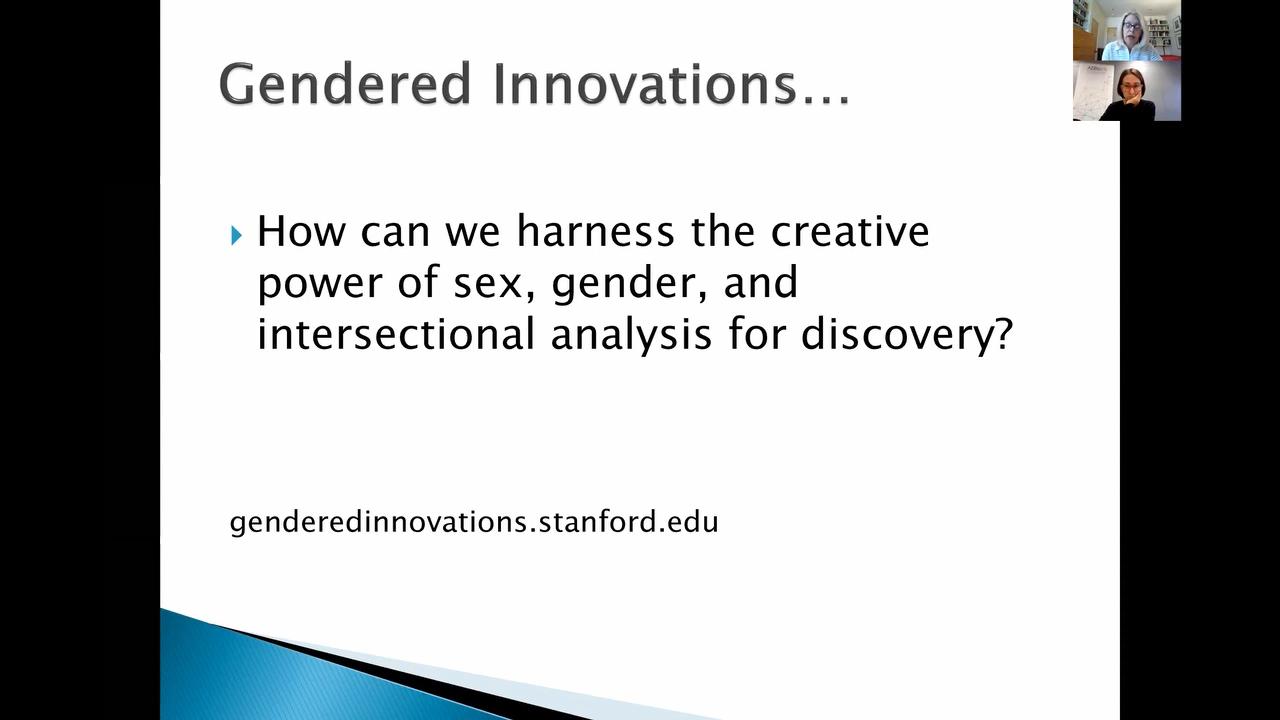 Gendered Innovations...
How can we harness the creative
power of sex, gender, and
intersectional analysis for discovery?
genderedinnovations.stanford.edu